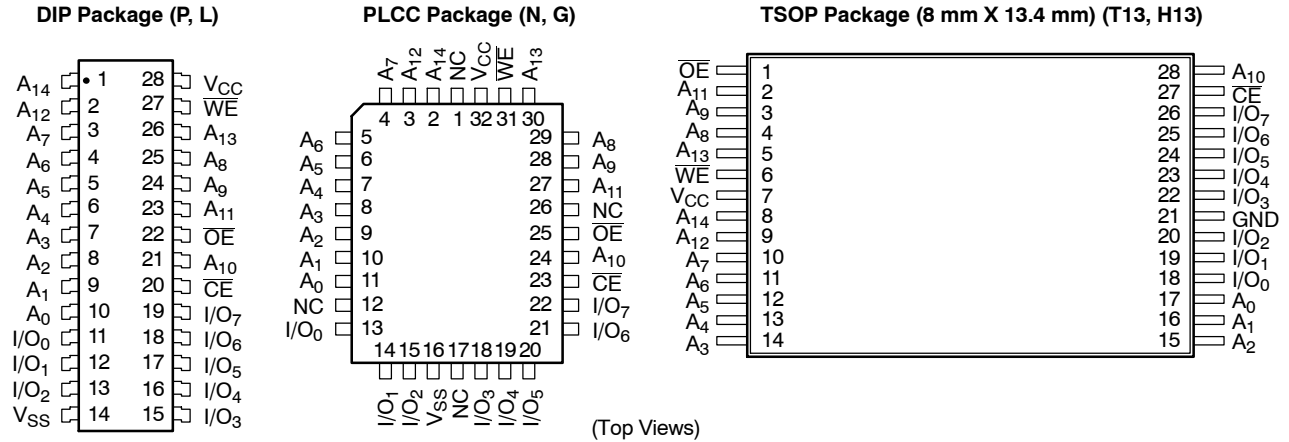 DIP Package (P, L)
A14 1 28 VCC
A12 2 27 WE
A7 3 26 A13
A6 4 25 A8
A5 5 24 A9
A4 6 23 A11
A3 7 22 OE
A2 8 21 A10
A1 9 20 CE
A0 10 19 I/O7
I/O0 11 18 I/O6
I/O1 12 17 I/O5
I/O2 13 16 I/O4
VSS 14 15 I/O3
PLCC Package (N, G)
A7 A12 A14 NC VCC WE A13
4 3 2 1 32 31 30
A6 5 29 A8
A5 6 28 A9
A4 7 27 A11
A3 8 26 NC
A2 9 25 OE
A1 10 24 A10
A0 11 23 CE
NC 12 22 I/O7
I/O0 13 21 I/O6
14 15 16 17 18 19 20
I/O1 I/O2 VSS NC I/O3 I/O4 I/O5
TSOP Package (8 mm X 13.4 mm) (T13, H13)
OE 1 28 A10
A11 2 27 CE
A9 3 26 I/O7
A8 4 25 I/O6
A13 5 24 I/O5
WE 6 23 I/O4
VCC 7 22 I/O3
A14 8 21 GND
A12 9 20 I/O2
A7 10 19 I/O1
A6 11 18 I/O0
A5 12 17 A0
A4 13 16 A1
A3 14 15 A2
(Top Views)